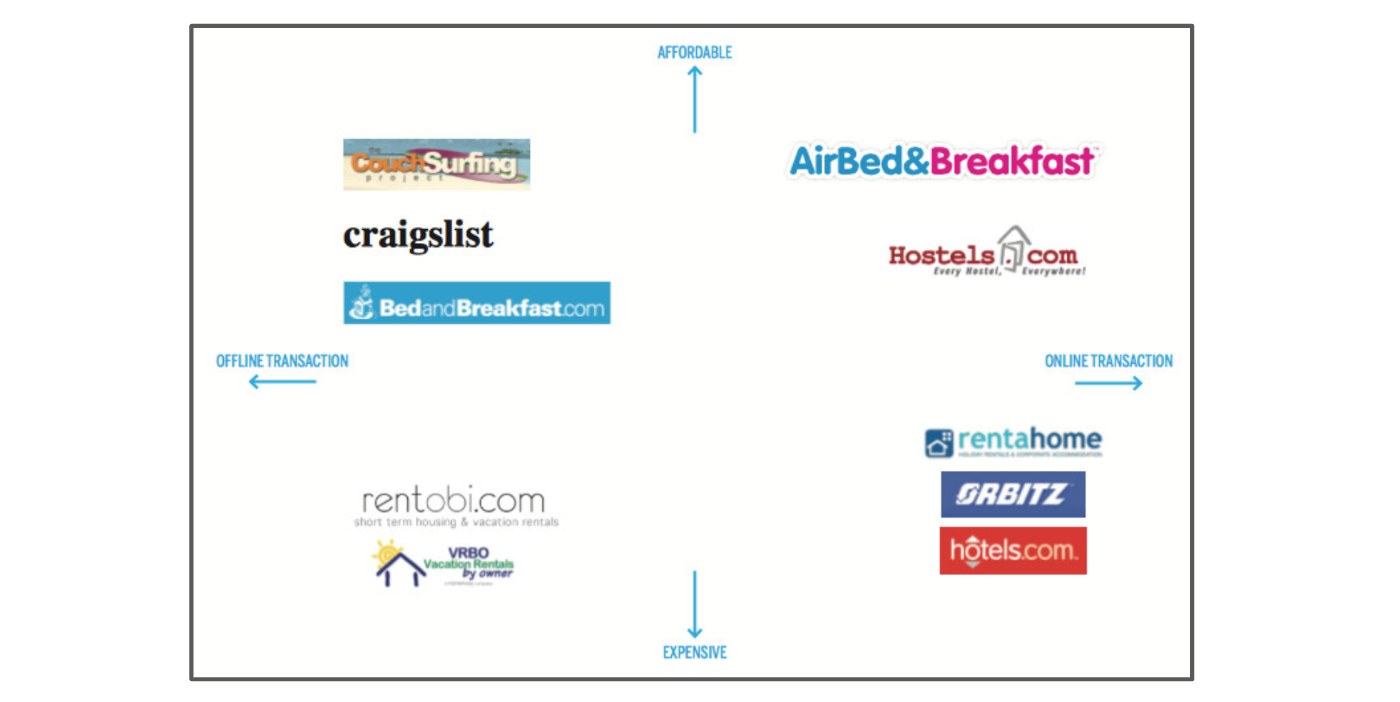 AFFORDABLE
the
CouchSurfing
project
AirBed&Breakfast™
craigslist
Hostels.com
Every Hostel, Everywhere!
BedandBreakfast.com
OFFLINE TRANSACTION
ONLINE TRANSACTION
rentahome
HOLIDAY RENTALS & CORPORATE ACCOMMODATION
ORBITZ
rentobi.com
short term housing & vacation rentals
hotels.com
VRBO
Vacation Rentals
by owner
EXPENSIVE